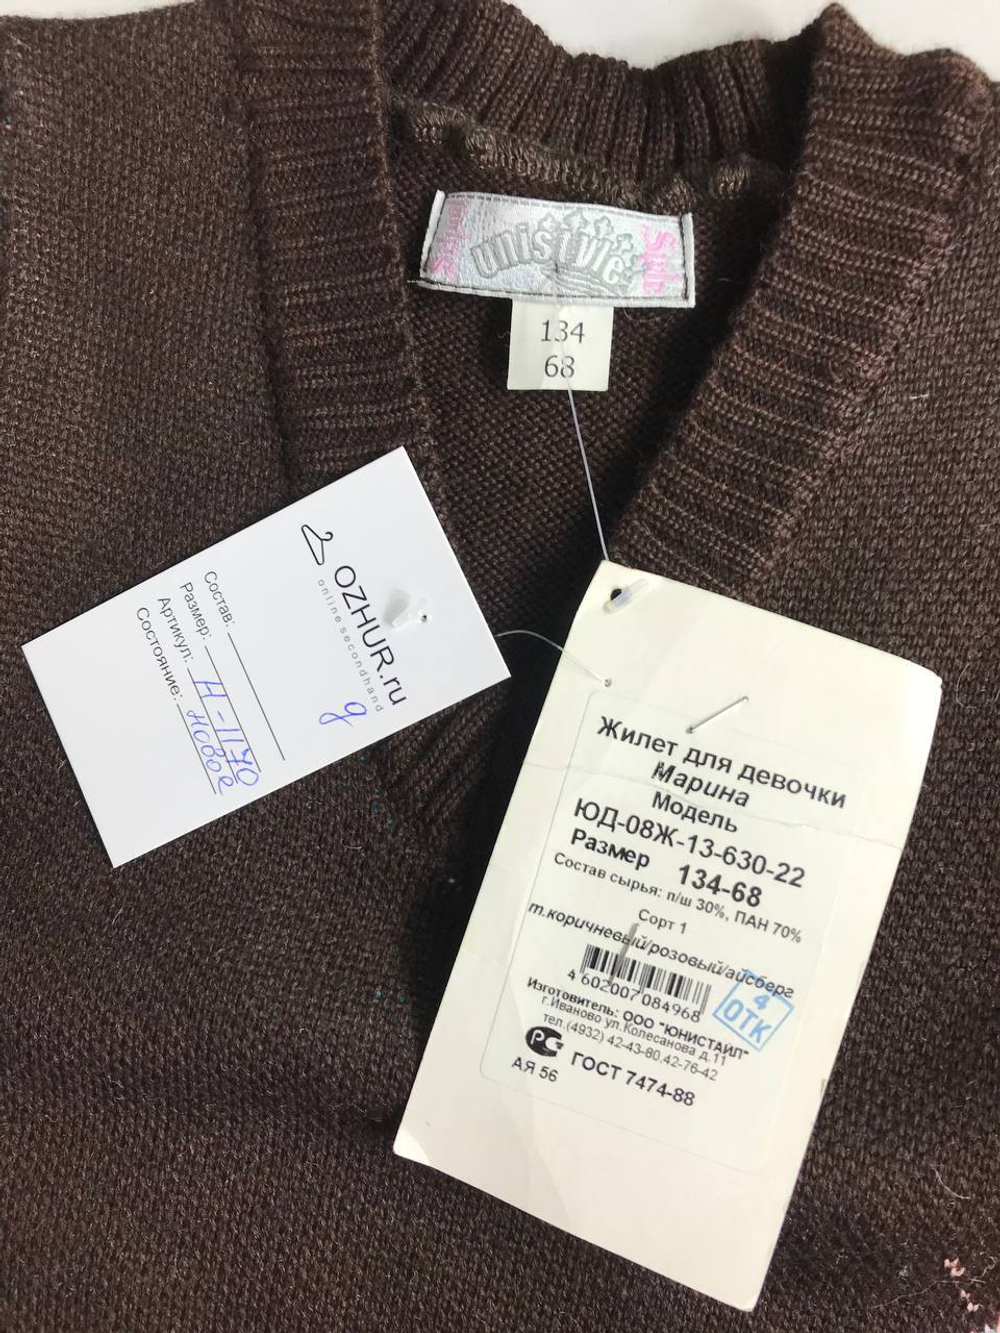 unistyle
Style
134
68
OZHUR.ru
online.secondhand
Состав:
Размер:
Артикул: Н-1170
Состояние: новое
Жилет для девочки
Марина
Модель
ЮД-08Ж-13-630-22
Размер 134-68
Состав сырья: п/ш 30%, ПАН 70%
Сорт 1
т.коричневый/розовый/айсберг
4 602007 084968
4
ОТК
Изготовитель: ООО "ЮНИСТАЙЛ"
г.Иваново ул.Колесанова д.11
тел.(4932) 42-43-80,42-76-42
ГОСТ 7474-88
АЯ 56